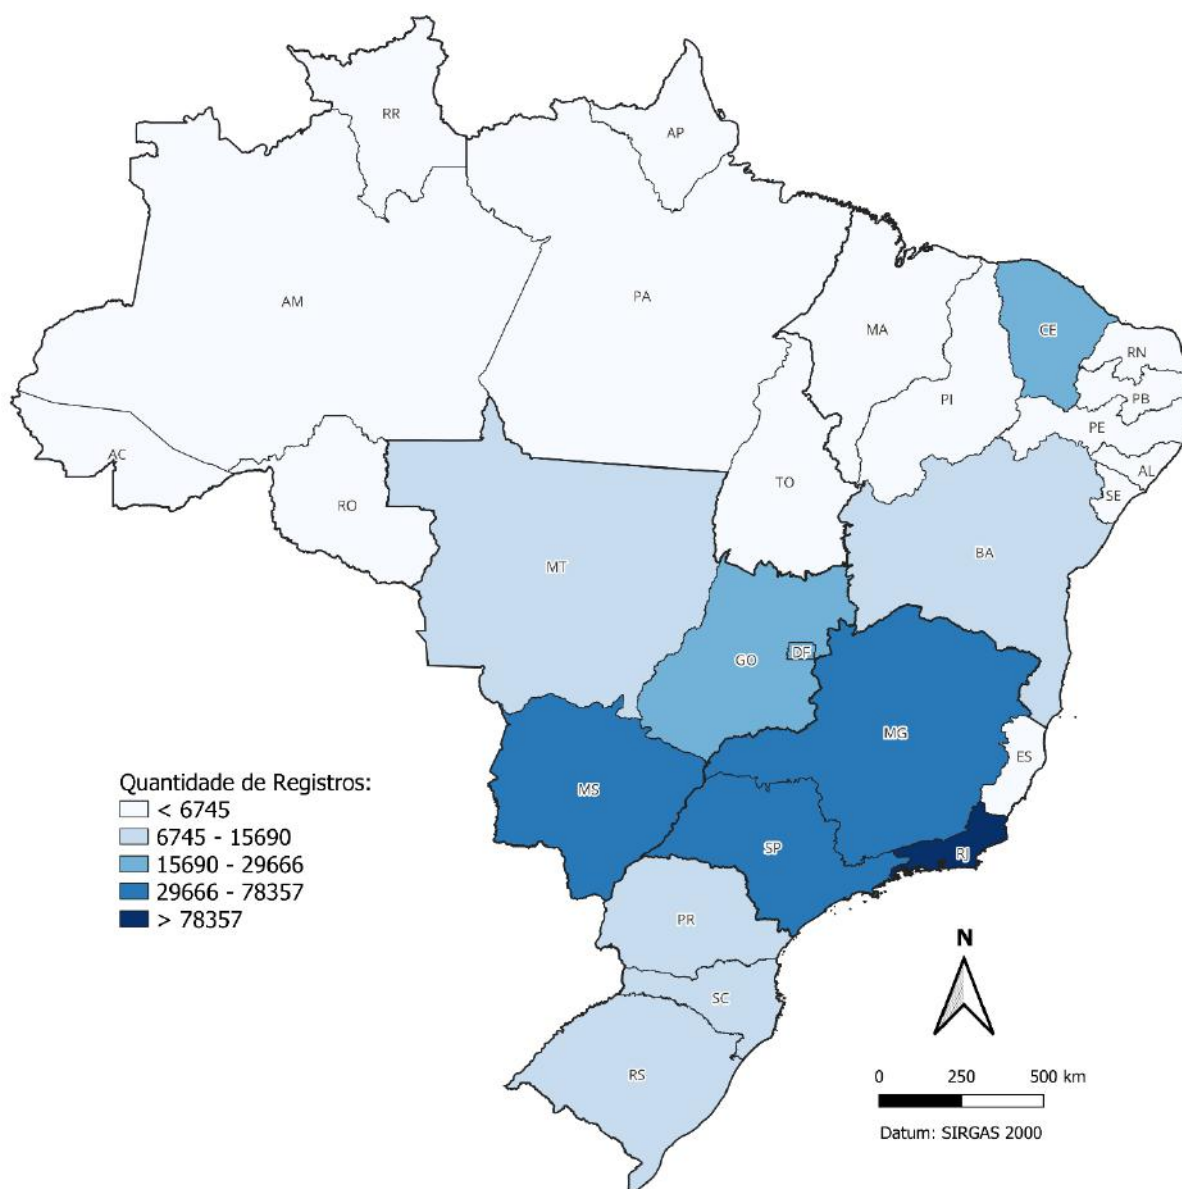 RR
AP
AM
PA
MA
CE
RN
PI
PB
PE
AC
AL
TO
SE
RO
BA
MT
GO
DF
MG
ES
MS
SP
RJ
PR
SC
RS
Quantidade de Registros:
< 6745
6745 - 15690
15690 - 29666
29666 - 78357
> 78357
N
0 250 500 km
Datum: SIRGAS 2000